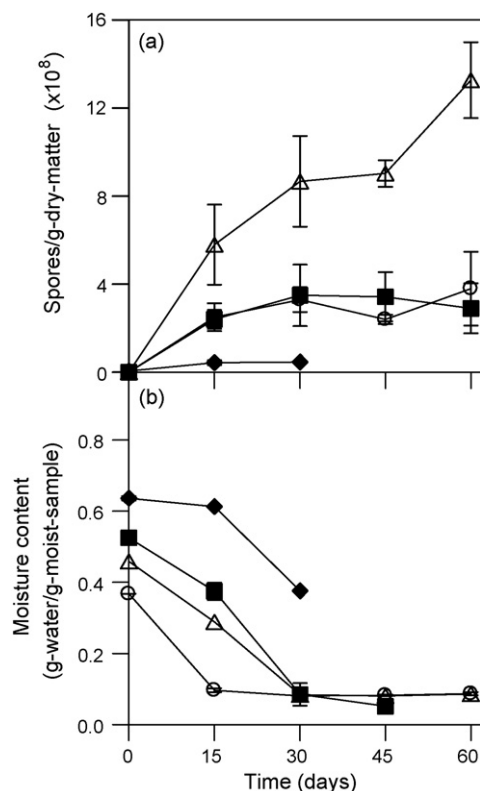 (a)
16
12
8
4
0
Spores/g-dry-matter (x10⁸)
(b)
0.8
0.6
0.4
0.2
0.0
Moisture content
(g-water/g-moist-sample)
0 15 30 45 60
Time (days)